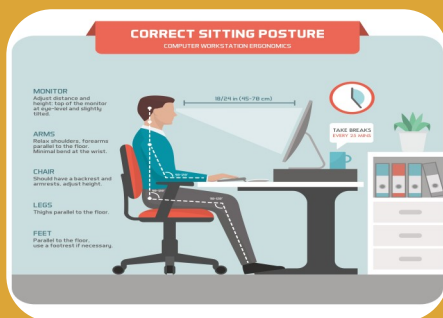 CORRECT SITTING POSTURE
COMPUTER WORKSTATION ERGONOMICS
MONITOR
Adjust distance and
height: top of the monitor
at eye-level and slightly
tilted.
ARMS
Relax shoulders, forearms
parallel to the floor.
Minimal bend at the wrist.
CHAIR
Should have a backrest and
armrests, adjust height.
LEGS
Thighs parallel to the floor.
FEET
Parallel to the floor,
use a footrest if necessary.
18/24 in (45-70 cm)
TAKE BREAKS
EVERY 20 MINS